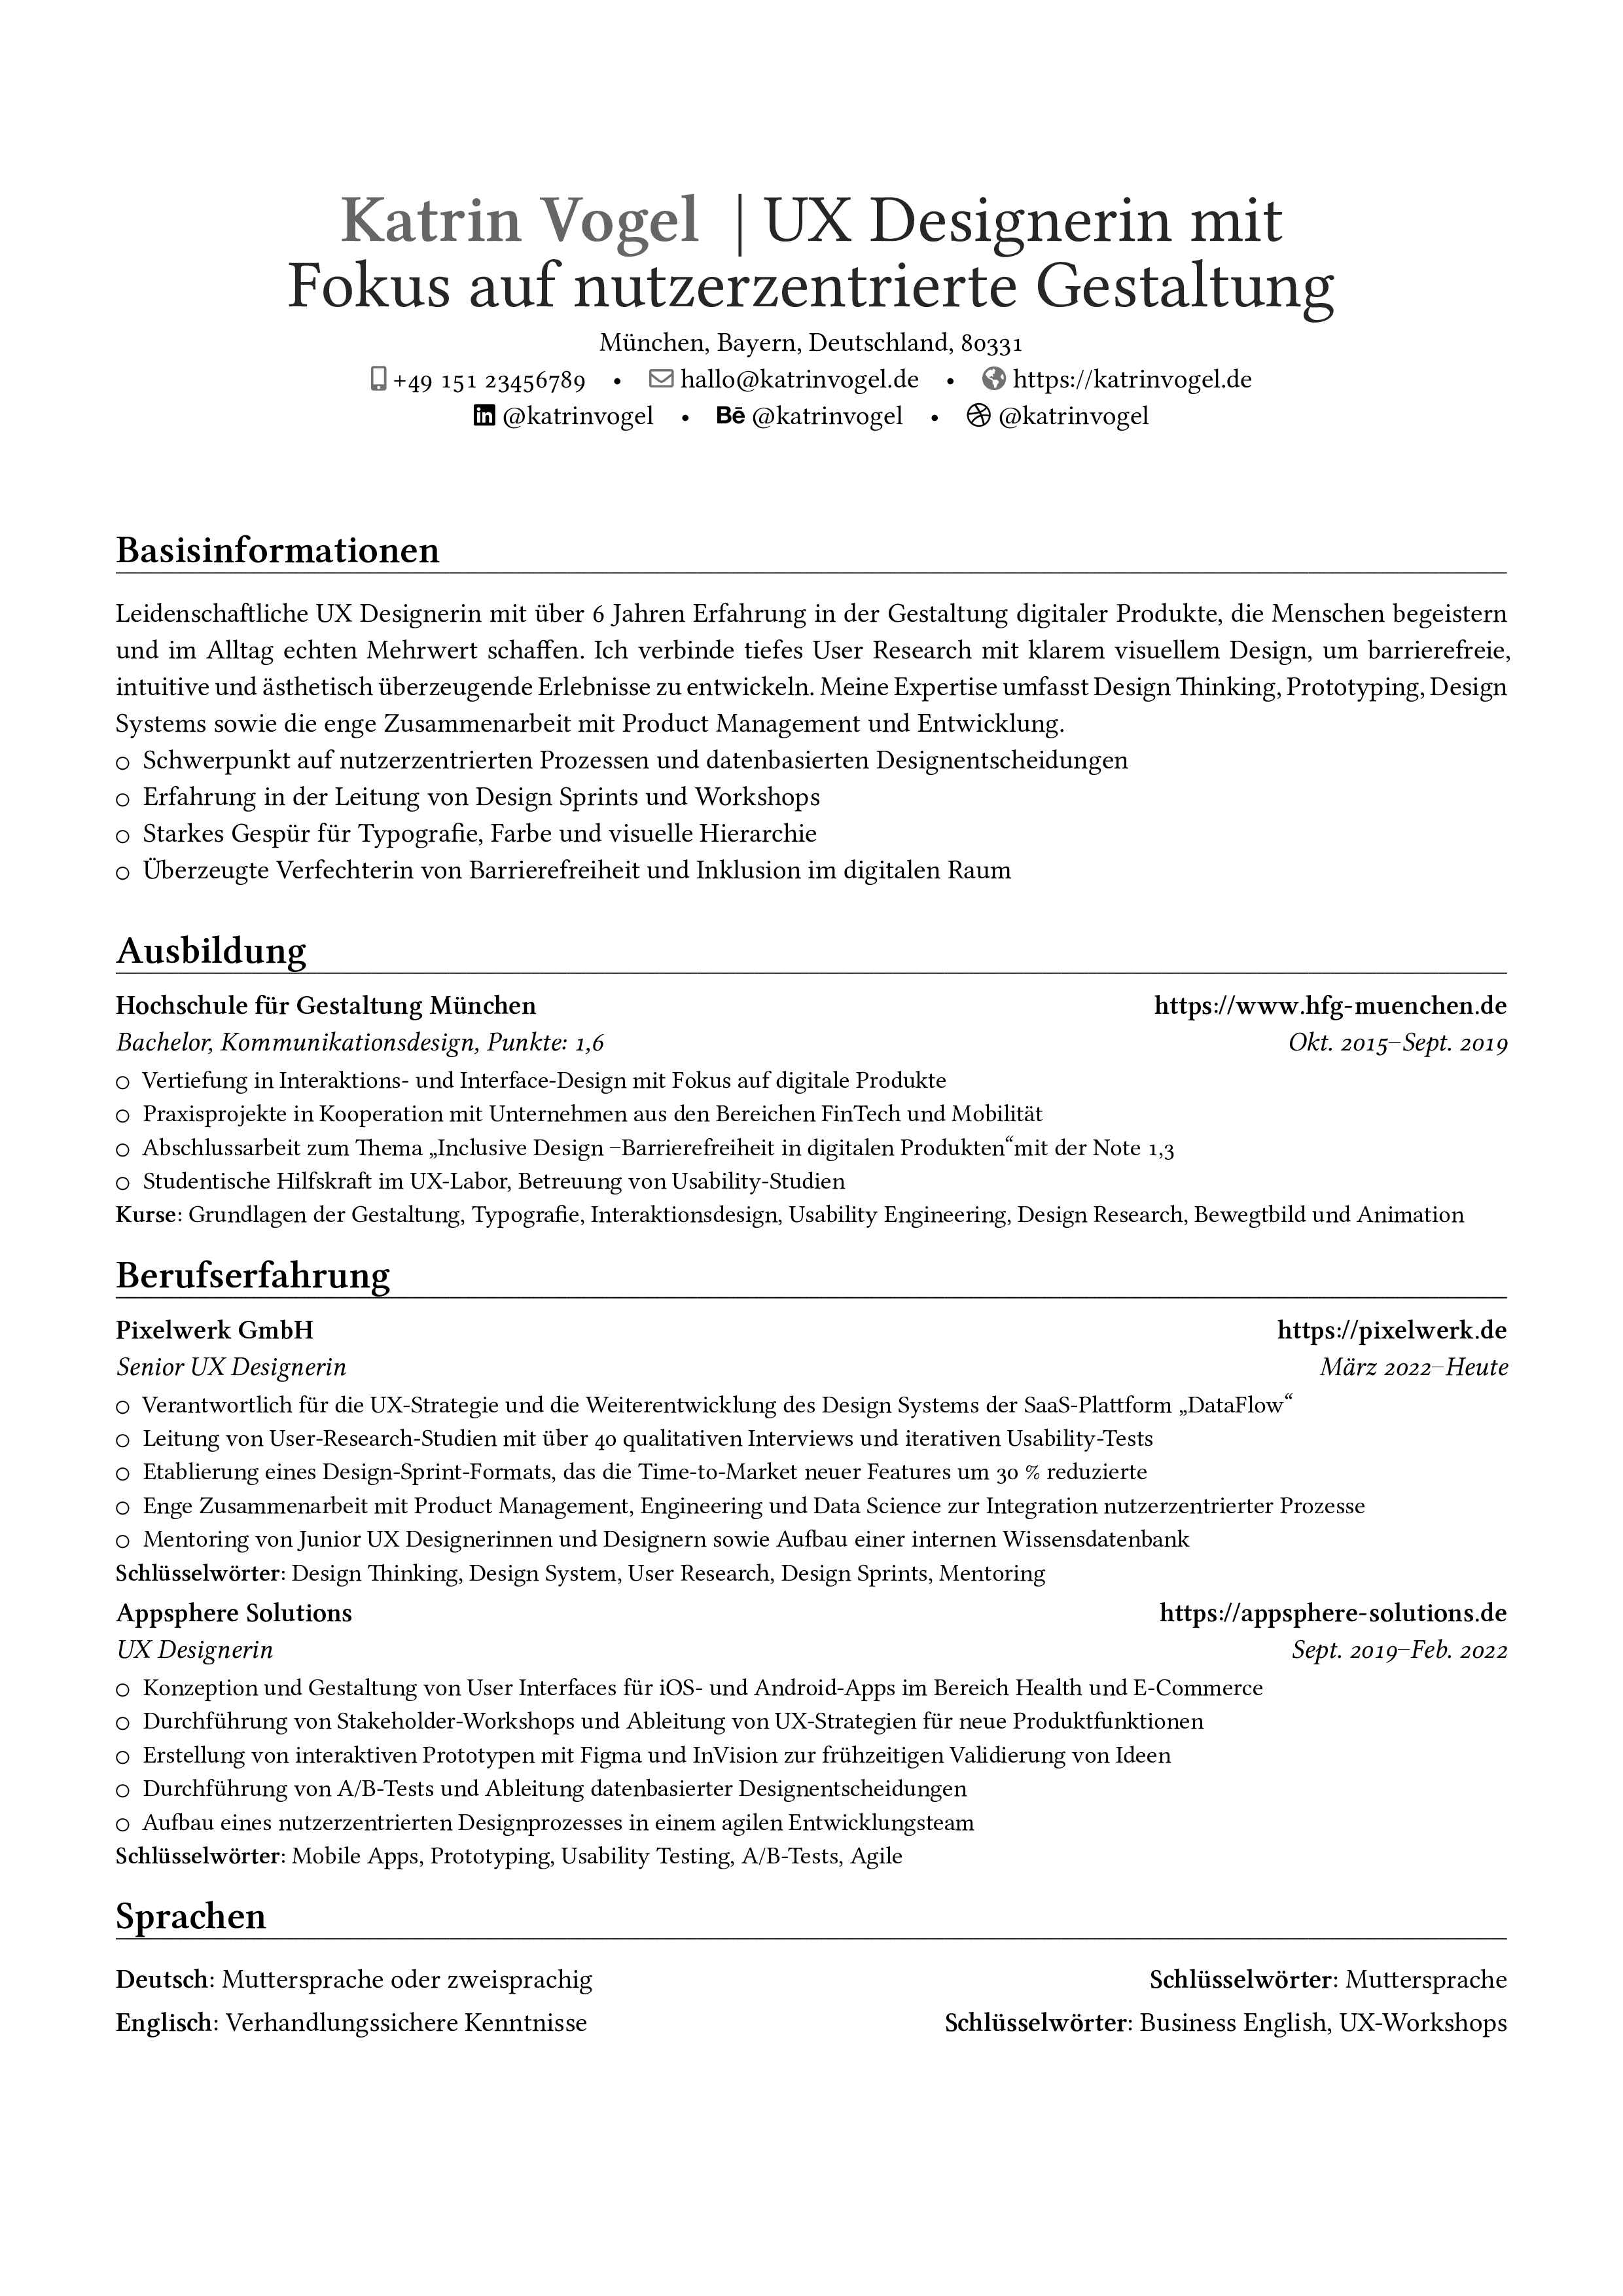 Katrin Vogel | UX Designerin mit
Fokus auf nutzerzentrierte Gestaltung
München, Bayern, Deutschland, 80331
+49 151 23456789 • hallo@katrinvogel.de • https://katrinvogel.de
in @katrinvogel • Bē @katrinvogel • @katrinvogel
Basisinformationen
Leidenschaftliche UX Designerin mit über 6 Jahren Erfahrung in der Gestaltung digitaler Produkte, die Menschen begeistern
und im Alltag echten Mehrwert schaffen. Ich verbinde tiefes User Research mit klarem visuellem Design, um barrierefreie,
intuitive und ästhetisch überzeugende Erlebnisse zu entwickeln. Meine Expertise umfasst Design Thinking, Prototyping, Design
Systems sowie die enge Zusammenarbeit mit Product Management und Entwicklung.
○ Schwerpunkt auf nutzerzentrierten Prozessen und datenbasierten Designentscheidungen
○ Erfahrung in der Leitung von Design Sprints und Workshops
○ Starkes Gespür für Typografie, Farbe und visuelle Hierarchie
○ Überzeugte Verfechterin von Barrierefreiheit und Inklusion im digitalen Raum
Ausbildung
Hochschule für Gestaltung München https://www.hfg-muenchen.de
Bachelor, Kommunikationsdesign, Punkte: 1,6 Okt. 2015–Sept. 2019
○ Vertiefung in Interaktions- und Interface-Design mit Fokus auf digitale Produkte
○ Praxisprojekte in Kooperation mit Unternehmen aus den Bereichen FinTech und Mobilität
○ Abschlussarbeit zum Thema „Inclusive Design –Barrierefreiheit in digitalen Produkten“mit der Note 1,3
○ Studentische Hilfskraft im UX-Labor, Betreuung von Usability-Studien
Kurse: Grundlagen der Gestaltung, Typografie, Interaktionsdesign, Usability Engineering, Design Research, Bewegtbild und Animation
Berufserfahrung
Pixelwerk GmbH https://pixelwerk.de
Senior UX Designerin März 2022–Heute
○ Verantwortlich für die UX-Strategie und die Weiterentwicklung des Design Systems der SaaS-Plattform „DataFlow“
○ Leitung von User-Research-Studien mit über 40 qualitativen Interviews und iterativen Usability-Tests
○ Etablierung eines Design-Sprint-Formats, das die Time-to-Market neuer Features um 30 % reduzierte
○ Enge Zusammenarbeit mit Product Management, Engineering und Data Science zur Integration nutzerzentrierter Prozesse
○ Mentoring von Junior UX Designerinnen und Designern sowie Aufbau einer internen Wissensdatenbank
Schlüsselwörter: Design Thinking, Design System, User Research, Design Sprints, Mentoring
Appsphere Solutions https://appsphere-solutions.de
UX Designerin Sept. 2019–Feb. 2022
○ Konzeption und Gestaltung von User Interfaces für iOS- und Android-Apps im Bereich Health und E-Commerce
○ Durchführung von Stakeholder-Workshops und Ableitung von UX-Strategien für neue Produktfunktionen
○ Erstellung von interaktiven Prototypen mit Figma und InVision zur frühzeitigen Validierung von Ideen
○ Durchführung von A/B-Tests und Ableitung datenbasierter Designentscheidungen
○ Aufbau eines nutzerzentrierten Designprozesses in einem agilen Entwicklungsteam
Schlüsselwörter: Mobile Apps, Prototyping, Usability Testing, A/B-Tests, Agile
Sprachen
Deutsch: Muttersprache oder zweisprachig Schlüsselwörter: Muttersprache
Englisch: Verhandlungssichere Kenntnisse Schlüsselwörter: Business English, UX-Workshops